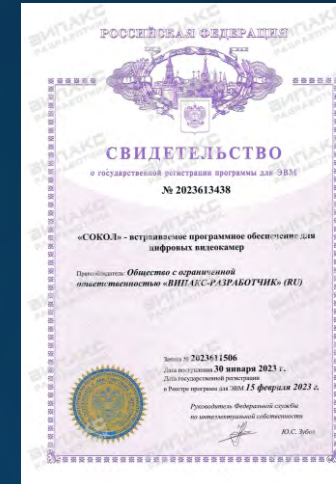 РОССИЙСКАЯ ФЕДЕРАЦИЯ
СВИДЕТЕЛЬСТВО
о государственной регистрации программы для ЭВМ
№ 2023613438
«СОКОЛ» - встраиваемое программное обеспечение для
цифровых видеокамер
Правообладатель: Общество с ограниченной
ответственностью «ВИПАКС-РАЗРАБОТЧИК» (RU)
Заявка № 2023611506
Дата поступления 30 января 2023 г.
Дата государственной регистрации
в Реестре программ для ЭВМ 15 февраля 2023 г.
Руководитель Федеральной службы
по интеллектуальной собственности
Ю.С. Зубов